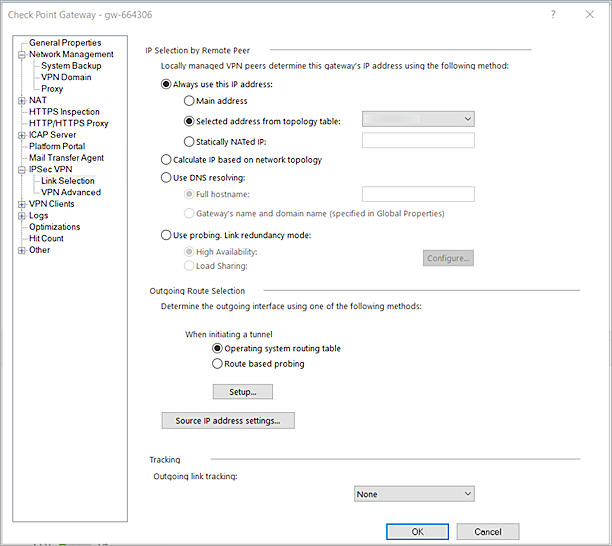 Check Point Gateway - gw-664306
General Properties
Network Management
System Backup
VPN Domain
Proxy
NAT
HTTPS Inspection
HTTP/HTTPS Proxy
ICAP Server
Platform Portal
Mail Transfer Agent
IPSec VPN
Link Selection
VPN Advanced
VPN Clients
Logs
Optimizations
Hit Count
Other
IP Selection by Remote Peer
Locally managed VPN peers determine this gateway's IP address using the following method:
Always use this IP address:
Main address
Selected address from topology table:
Statically NATed IP:
Calculate IP based on network topology
Use DNS resolving:
Full hostname:
Gateway's name and domain name (specified in Global Properties)
Use probing. Link redundancy mode:
High Availability:
Load Sharing:
Configure...
Outgoing Route Selection
Determine the outgoing interface using one of the following methods:
When initiating a tunnel
Operating system routing table
Route based probing
Setup...
Source IP address settings...
Tracking
Outgoing link tracking:
None
OK
Cancel